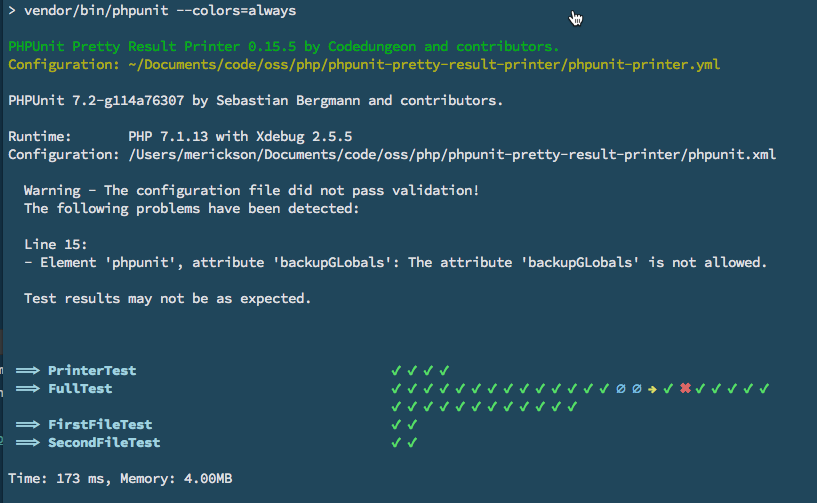 > vendor/bin/phpunit --colors=always
PHPUnit Pretty Result Printer 0.15.5 by Codedungeon and contributors.
Configuration: ~/Documents/code/oss/php/phpunit-pretty-result-printer/phpunit-printer.yml
PHPUnit 7.2-g114a76307 by Sebastian Bergmann and contributors.
Runtime: PHP 7.1.13 with Xdebug 2.5.5
Configuration: /Users/merickson/Documents/code/oss/php/phpunit-pretty-result-printer/phpunit.xml
Warning - The configuration file did not pass validation!
The following problems have been detected:
Line 15:
- Element 'phpunit', attribute 'backupGLobals': The attribute 'backupGLobals' is not allowed.
Test results may not be as expected.
==> PrinterTest ✔ ✔ ✔ ✔
==> FullTest ✔ ✔ ✔ ✔ ✔ ✔ ✔ ✔ ✔ ✔ ✔ ✔ ✔ ✔ ∅ ∅ ➔ ✔ ✖ ✔ ✔ ✔ ✔ ✔
✔ ✔ ✔ ✔ ✔ ✔ ✔ ✔ ✔ ✔ ✔ ✔
==> FirstFileTest ✔ ✔
==> SecondFileTest ✔ ✔
Time: 173 ms, Memory: 4.00MB